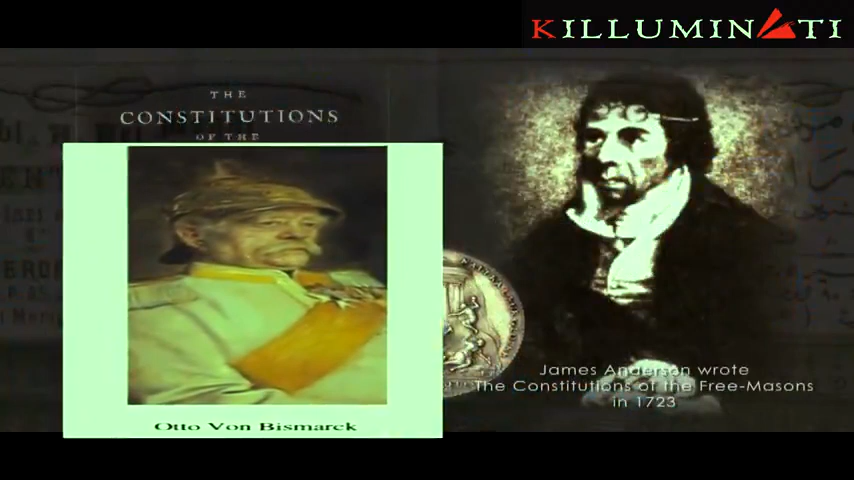 KILLUMINATI
THE
CONSTITUTIONS
OF THE
Otto Von Bismarck
James Anderson wrote
The Constitutions of the Free-Masons
in 1723